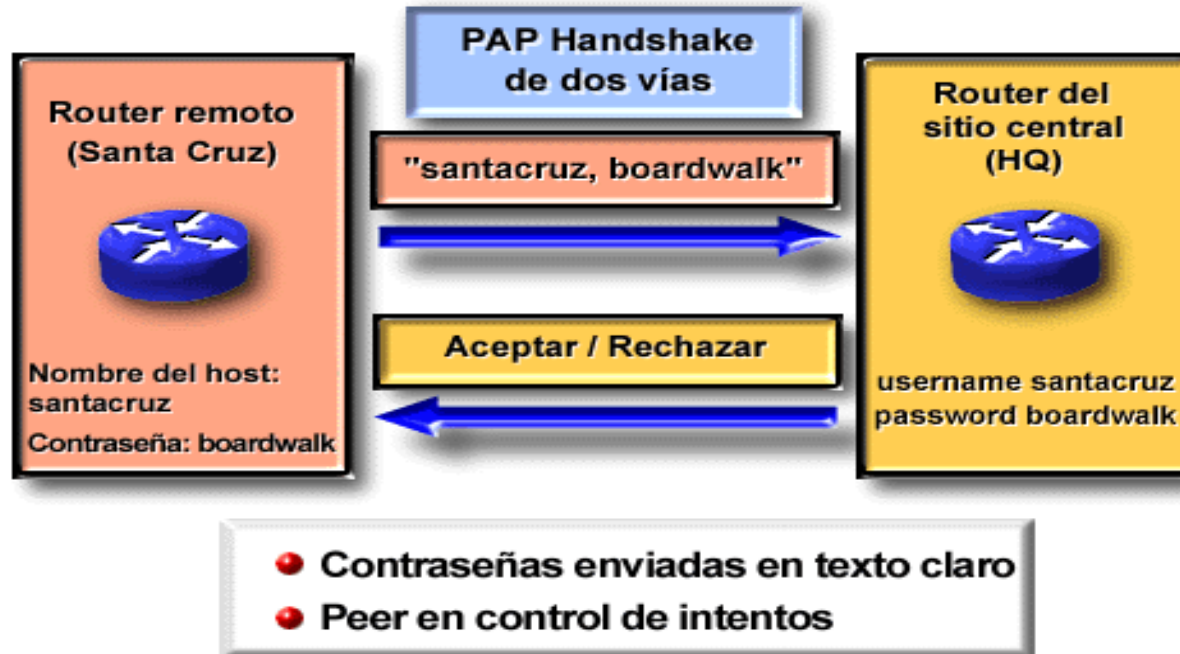 PAP Handshake
de dos vías
Router remoto
(Santa Cruz)
Nombre del host:
santacruz
Contraseña: boardwalk
"santacruz, boardwalk"
Aceptar / Rechazar
Router del
sitio central
(HQ)
username santacruz
password boardwalk
Contraseñas enviadas en texto claro
Peer en control de intentos